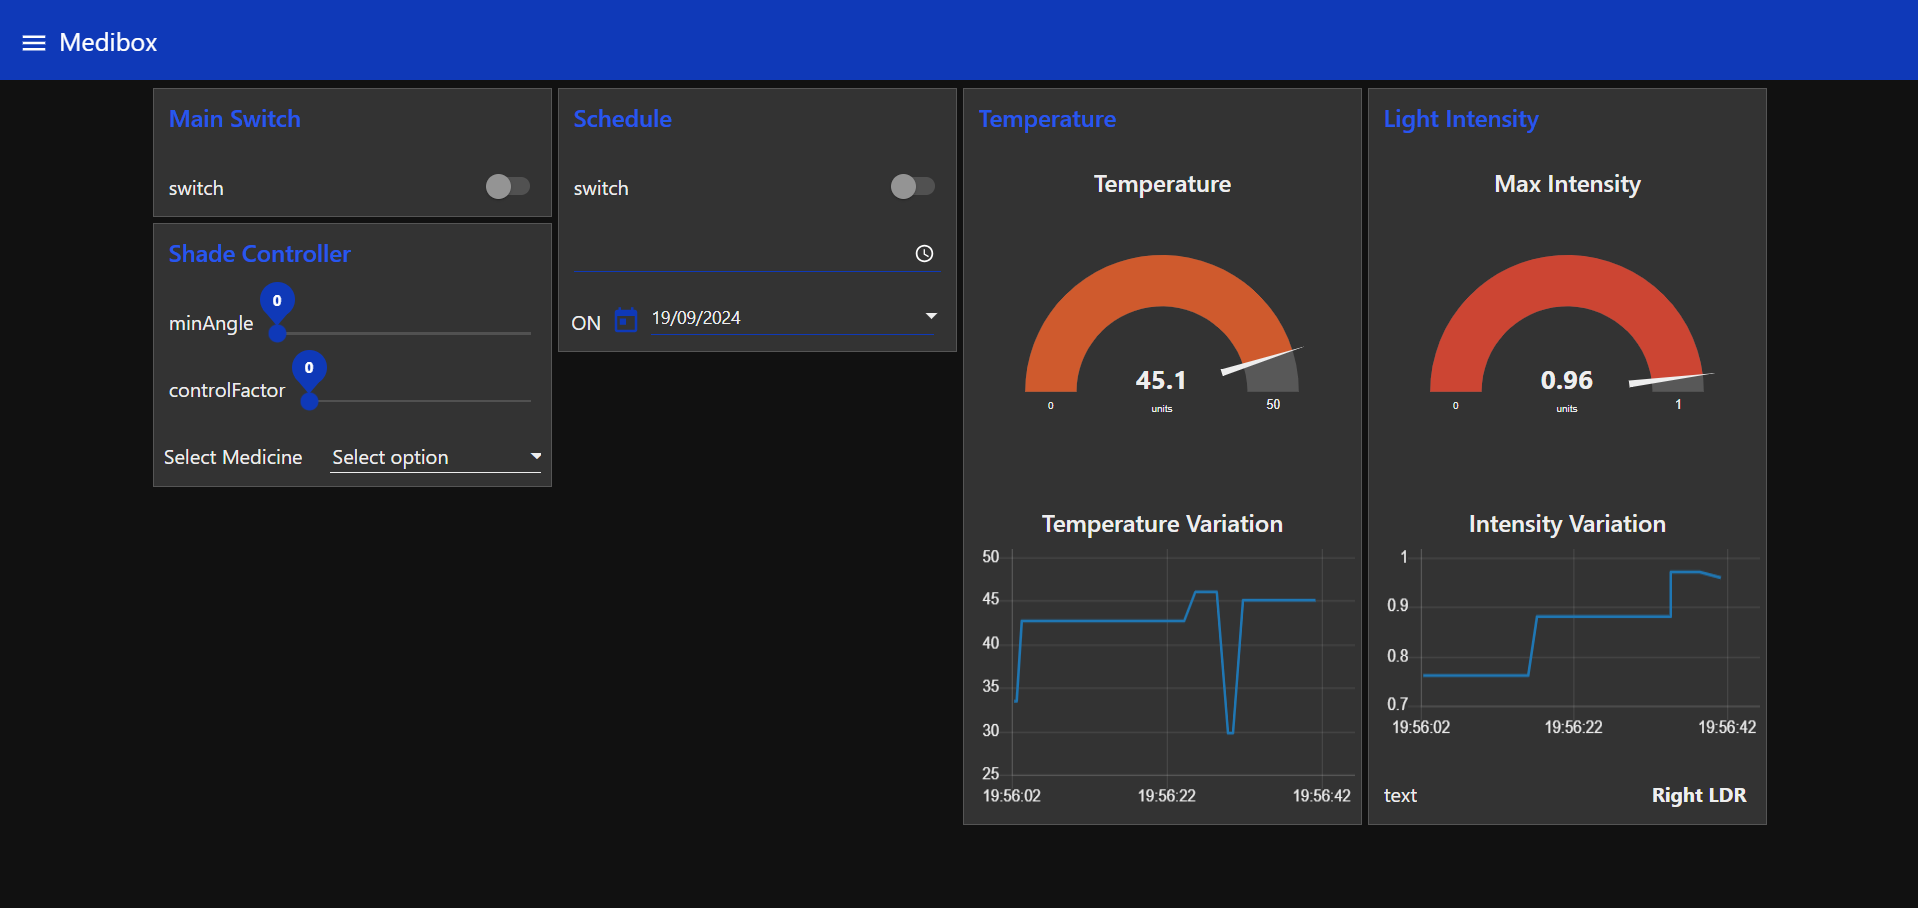 Medibox
Main Switch
switch
Shade Controller
minAngle
0
controlFactor
0
Select Medicine
Select option
Schedule
switch
ON
19/09/2024
Temperature
Temperature
45.1
units
0
50
Temperature Variation
50
45
40
35
30
25
19:56:02
19:56:22
19:56:42
Light Intensity
Max Intensity
0.96
units
0
1
Intensity Variation
1
0.9
0.8
0.7
19:56:02
19:56:22
19:56:42
text
Right LDR